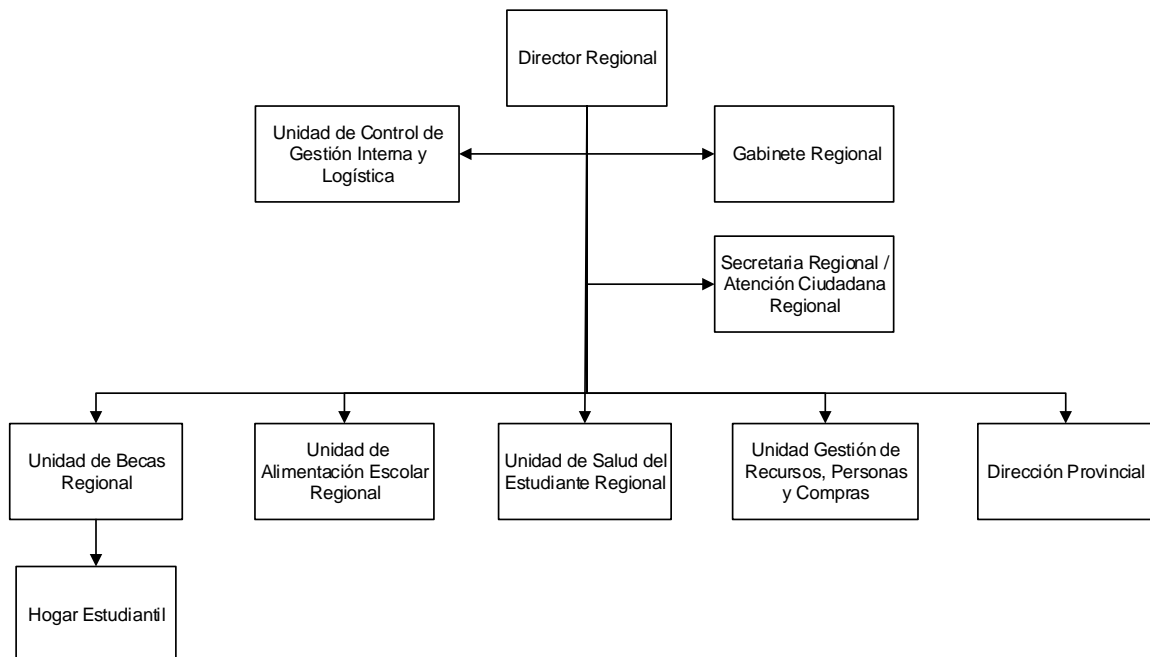 Director Regional
Unidad de Control de
Gestión Interna y
Logística
Gabinete Regional
Secretaria Regional /
Atención Ciudadana
Regional
Unidad de Becas
Regional
Unidad de
Alimentación Escolar
Regional
Unidad de Salud del
Estudiante Regional
Unidad Gestión de
Recursos, Personas
y Compras
Dirección Provincial
Hogar Estudiantil